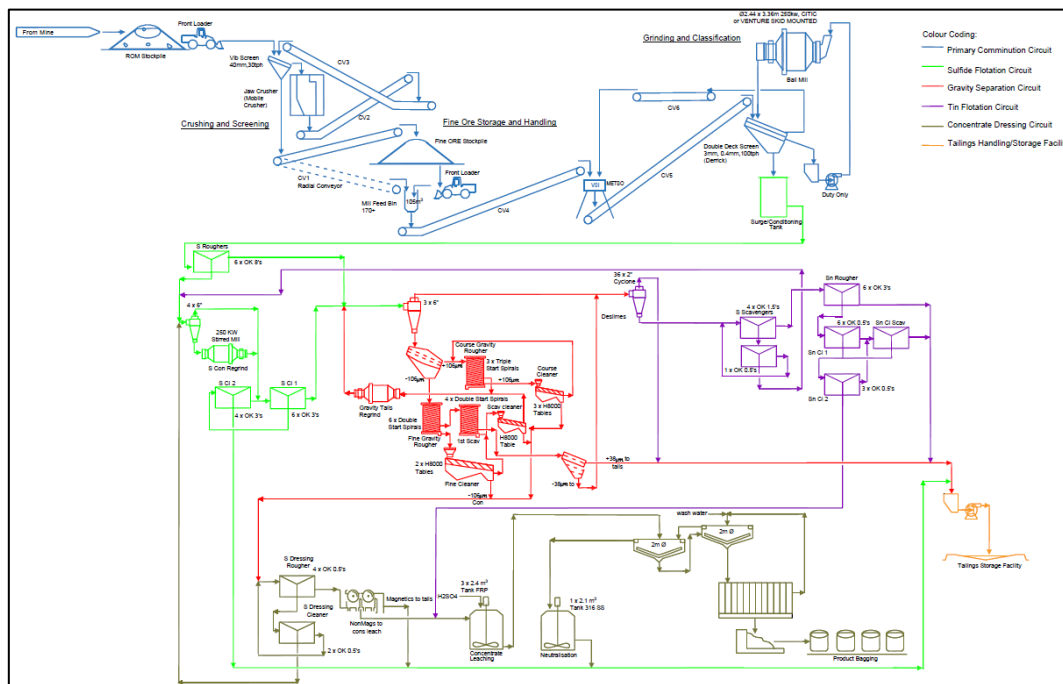 From Mine
Front Loader
ROM Stockpile
Vib Screen
40mm,30tph
CV3
Jaw Crusher
(Mobile
Crusher)
CV2
Crushing and Screening
CV1
Radial Conveyor
Fine Ore Storage and Handling
Fine ORE Stockpile
Front Loader
Mill Feed Bin
170+
105m³
CV4
Grinding and Classification
Ø2.44 x 3.36m 250kw, CITIC
or VENTURE SKID MOUNTED
Ball Mill
CV6
VSI
METSO
CV5
Double Deck Screen
3mm, 0.4mm,100tph
(Derrick)
Duty Only
Surge/Conditioning
Tank
Colour Coding:
Primary Comminution Circuit
Sulfide Flotation Circuit
Gravity Separation Circuit
Tin Flotation Circuit
Concentrate Dressing Circuit
Tailings Handling/Storage Facili
S Roughers
6 x OK 8's
4 x 6"
250 KW
Stirred Mill
S Con Regrind
S Cl 2
4 x OK 3's
S Cl 1
6 x OK 3's
3 x 6"
Course Gravity
Rougher
-106µm
+106µm
3 x Triple
Start Spirals
+106µm
Course
Cleaner
3 x H8000
Tables
Gravity Tails
Regrind
4 x Double Start Spirals
Scav cleaner
6 x Double
Start Spirals
Fine Gravity
Rougher
1st Scav
H8000
Table
2 x H8000
Tables
Fine Cleaner
-106µm
Con
+38µm to
tails
-38µm to
36 x 2"
Cyclone
Deslimes
4 x OK 1.5's
S Scavengers
1 x OK 0.5's
Sn Rougher
6 x OK 3's
6 x OK 0.5's
Sn Cl Scav
Sn Cl 1
3 x OK 0.5's
Sn Cl 2
Tailings Storage Facility
S Dressing
Rougher
4 x OK 0.5's
S Dressing
Cleaner
2 x OK 0.5's
Magnetics to tails
NonMags to
cons leach
3 x 2.4 m³
Tank FRP
H2SO4
Concentrate
Leaching
1 x 2.1 m³
Tank 316 SS
Neutralisation
wash water
2m Ø
2m Ø
Product Bagging